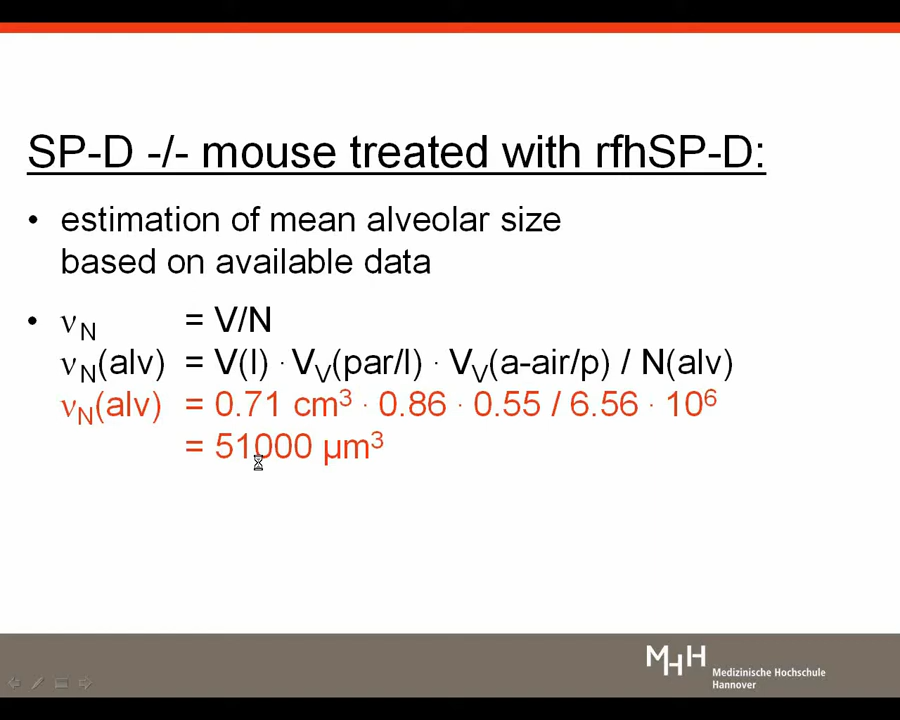 SP-D -/- mouse treated with rfhSP-D:
• estimation of mean alveolar size
based on available data
• νN = V/N
νN(alv) = V(l) · VV(par/l) · VV(a-air/p) / N(alv)
νN(alv) = 0.71 cm³ · 0.86 · 0.55 / 6.56 · 10⁶
= 51000 µm³
MHH
Medizinische Hochschule
Hannover